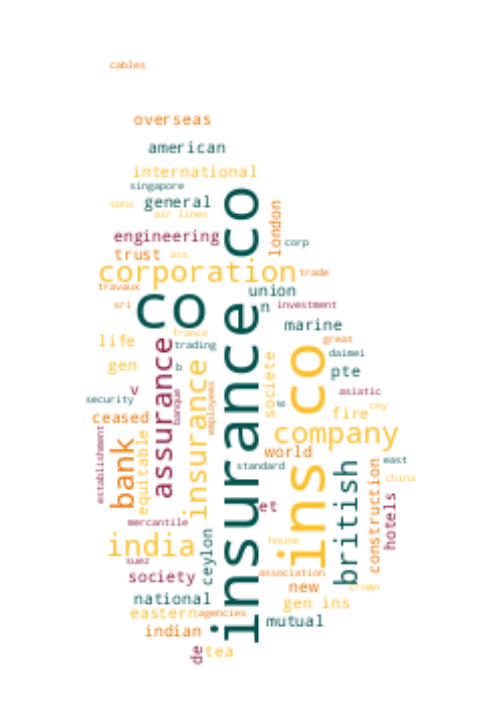 cables
overseas
american
international
singapore
general
sons
air lines
engineering
london
corp
trust
ass
insurance co
corporation
trade
travaux
union
co
n
investment
sri
marine
france
life
trading
great
daimei
gen
b
pte
assurance
insurance
employees
societe
ins co
v
banque
asiatic
security
se
cey
ceased
fire
company
establishment
bank
equitable
world
standard
east
british
construction
china
hotels
et
mercantile
india
ceylon
house
suez
society
association
new
crown
national
gen ins
eastern
agencies
mutual
indian
de
tea